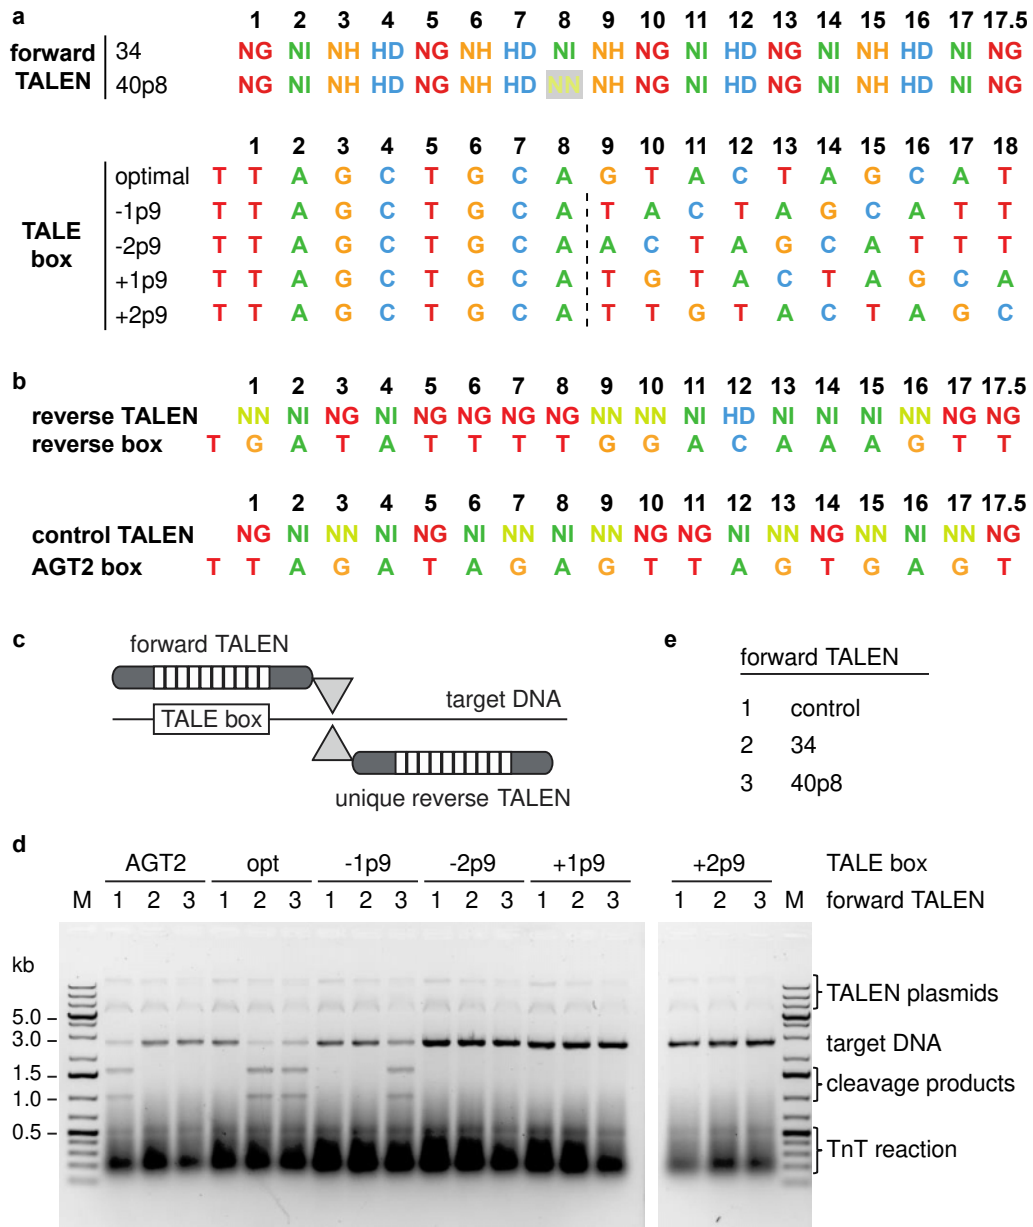 a
1 2 3 4 5 6 7 8 9 10 11 12 13 14 15 16 17 17.5
forward TALEN
34 NG NI NH HD NG NH HD NI NH NG NI HD NG NI NH HD NI NG
40p8 NG NI NH HD NG NH HD NN NH NG NI HD NG NI NH HD NI NG
1 2 3 4 5 6 7 8 9 10 11 12 13 14 15 16 17 18
TALE box
optimal T T A G C T G C A G T A C T A G C A T
-1p9 T T A G C T G C A T A C T A G C A T T
-2p9 T T A G C T G C A A C T A G C A T T T
+1p9 T T A G C T G C A T G T A C T A G C A
+2p9 T T A G C T G C A T T G T A C T A G C
b
1 2 3 4 5 6 7 8 9 10 11 12 13 14 15 16 17 17.5
reverse TALEN NN NI NG NI NG NG NG NG NN NN NI HD NI NI NI NN NG NG
reverse box T G A T A T T T T G G A C A A A G T T
1 2 3 4 5 6 7 8 9 10 11 12 13 14 15 16 17 17.5
control TALEN NG NI NN NI NG NI NN NI NN NG NG NI NN NG NN NI NN NG
AGT2 box T T A G A T A G A G T T A G T G A G T
c
forward TALEN
target DNA
TALE box
unique reverse TALEN
e
forward TALEN
1 control
2 34
3 40p8
d
AGT2 opt -1p9 -2p9 +1p9 +2p9 TALE box
M 1 2 3 1 2 3 1 2 3 1 2 3 1 2 3 1 2 3 M forward TALEN
kb
TALEN plasmids
5.0
3.0 target DNA
1.5 cleavage products
1.0
0.5 TnT reaction